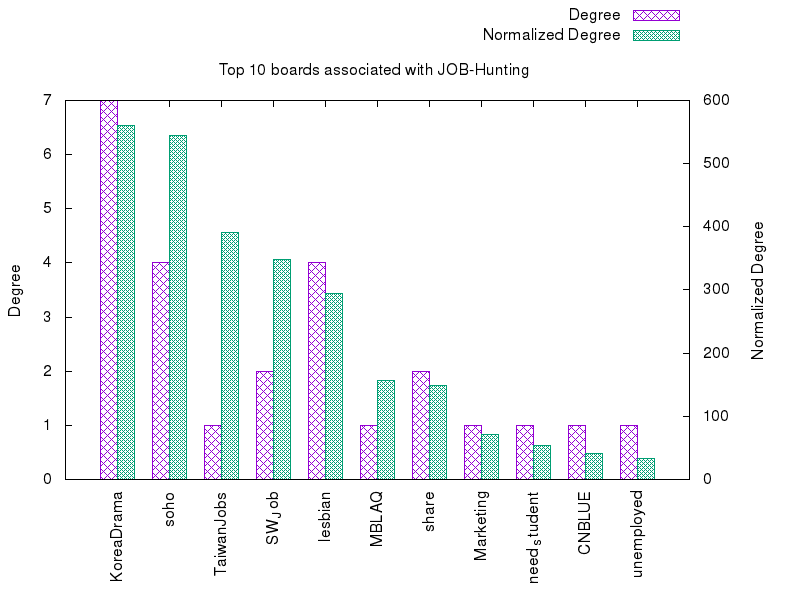 Degree
Normalized Degree
Top 10 boards associated with JOB-Hunting
7
6
5
4
3
2
1
0
600
500
400
300
200
100
0
Degree
Normalized Degree
KoreaDrama
soho
TaiwanJobs
SWJob
lesbian
MBLAQ
share
Marketing
needstudent
CNBLUE
unemployed